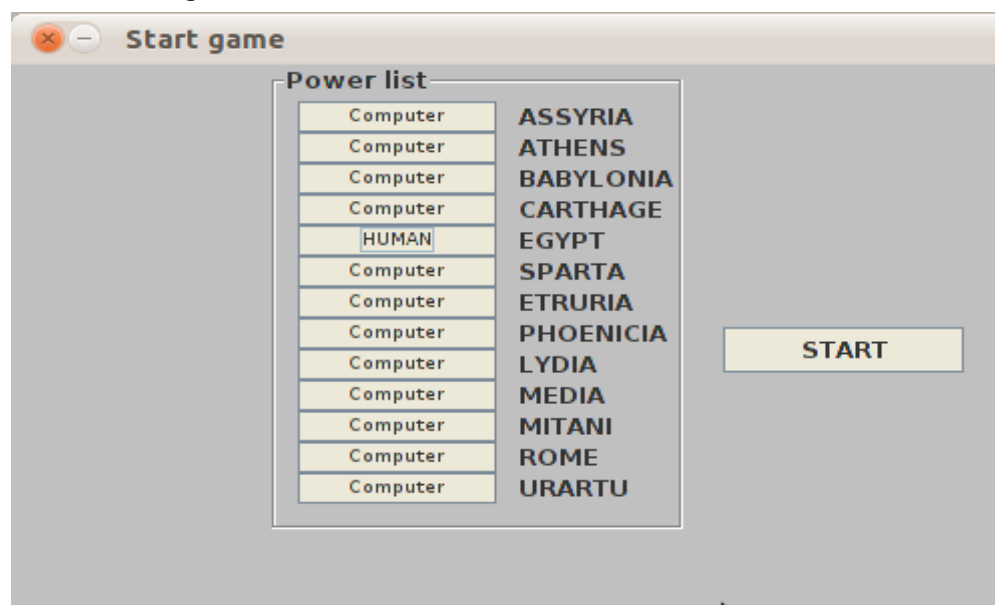 Start game
Power list
Computer ASSYRIA
Computer ATHENS
Computer BABYLONIA
Computer CARTHAGE
HUMAN EGYPT
Computer SPARTA
Computer ETRURIA
Computer PHOENICIA
Computer LYDIA
Computer MEDIA
Computer MITANI
Computer ROME
Computer URARTU
START